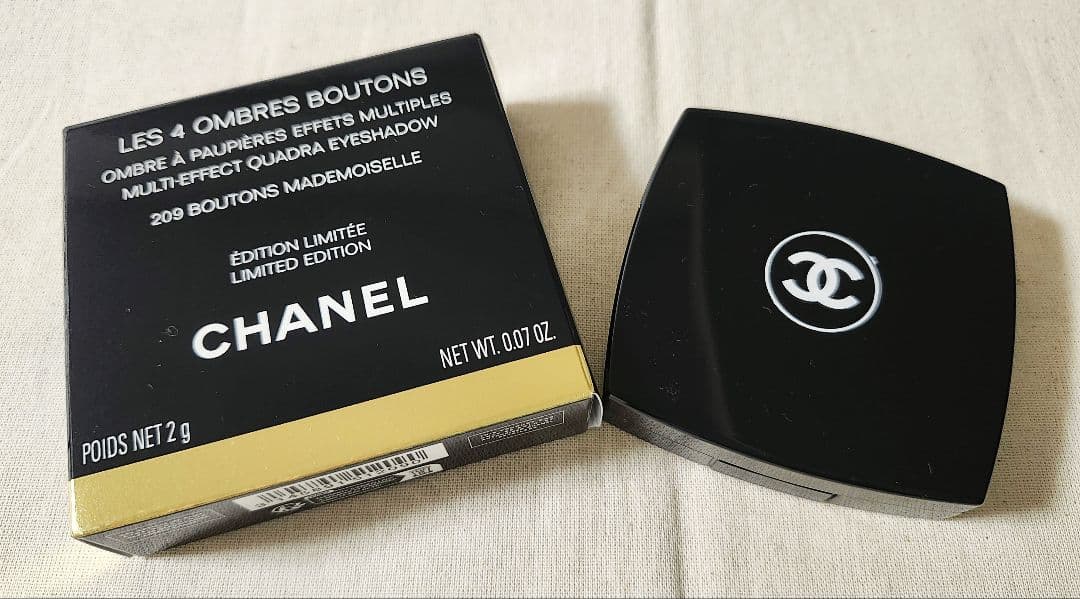 LES 4 OMBRES BOUTONS
OMBRE À PAUPIÈRES EFFETS MULTIPLES
MULTI-EFFECT QUADRA EYESHADOW
209 BOUTONS MADEMOISELLE
ÉDITION LIMITÉE
LIMITED EDITION
CHANEL
POIDS NET 2 g
NET WT. 0.07 OZ.